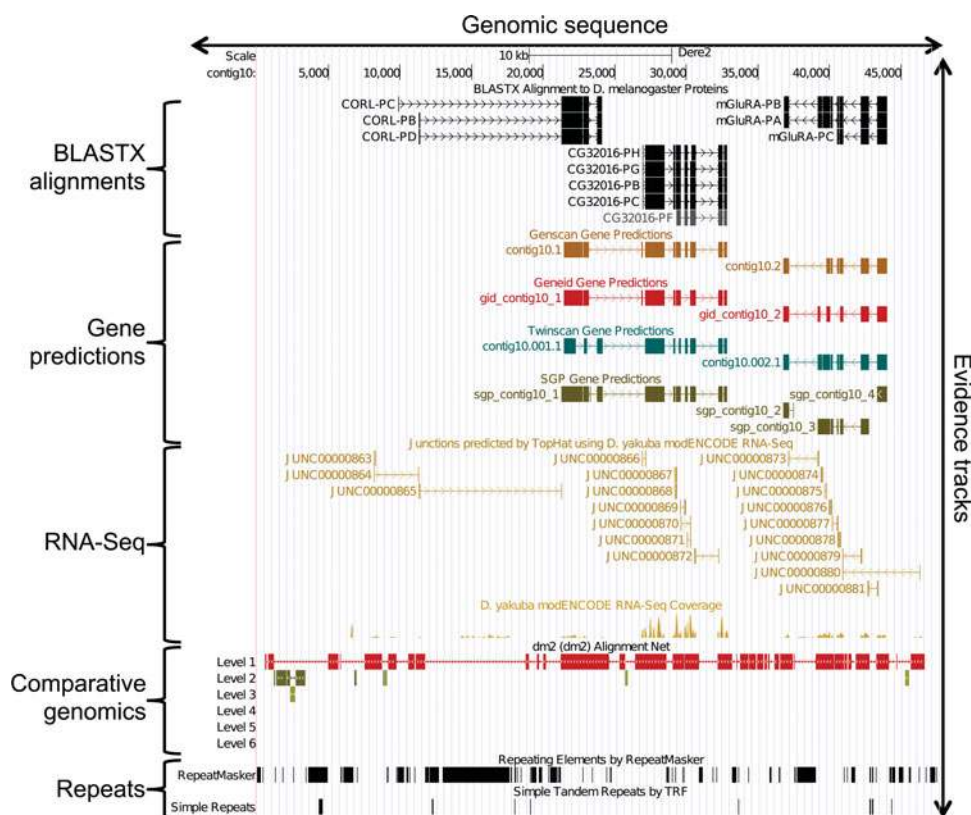 Genomic sequence
Scale 10 kb Dere2
contig10: 5,000 10,000 15,000 20,000 25,000 30,000 35,000 40,000 45,000
BLASTX Alignment to D. melanogaster Proteins
BLASTX alignments
CORL-PC mGluRA-PB
CORL-PB mGluRA-PA
CORL-PD mGluRA-PC
CG32016-PH
CG32016-PG
CG32016-PB
CG32016-PC
CG32016-PF
Gene predictions
Genscan Gene Predictions
contig10.1
contig10.2
Geneid Gene Predictions
gid_contig10_1
gid_contig10_2
Twinscan Gene Predictions
contig10.001.1
contig10.002.1
SGP Gene Predictions
sgp_contig10_1 sgp_contig10_4
sgp_contig10_2
sgp_contig10_3
Evidence tracks
RNA-Seq
Junctions predicted by TopHat using D. yakuba modENCODE RNA-Seq
JUNC00000863 JUNC00000866 JUNC00000873
JUNC00000864 JUNC00000867 JUNC00000874
JUNC00000865 JUNC00000868 JUNC00000875
JUNC00000869 JUNC00000876
JUNC00000870 JUNC00000877
JUNC00000871 JUNC00000878
JUNC00000872 JUNC00000879
JUNC00000880
JUNC00000881
D. yakuba modENCODE RNA-Seq Coverage
dm2 (dm2) Alignment Net
Comparative genomics
Level 1
Level 2
Level 3
Level 4
Level 5
Level 6
Repeats
Repeating Elements by RepeatMasker
RepeatMasker
Simple Tandem Repeats by TRF
Simple Repeats